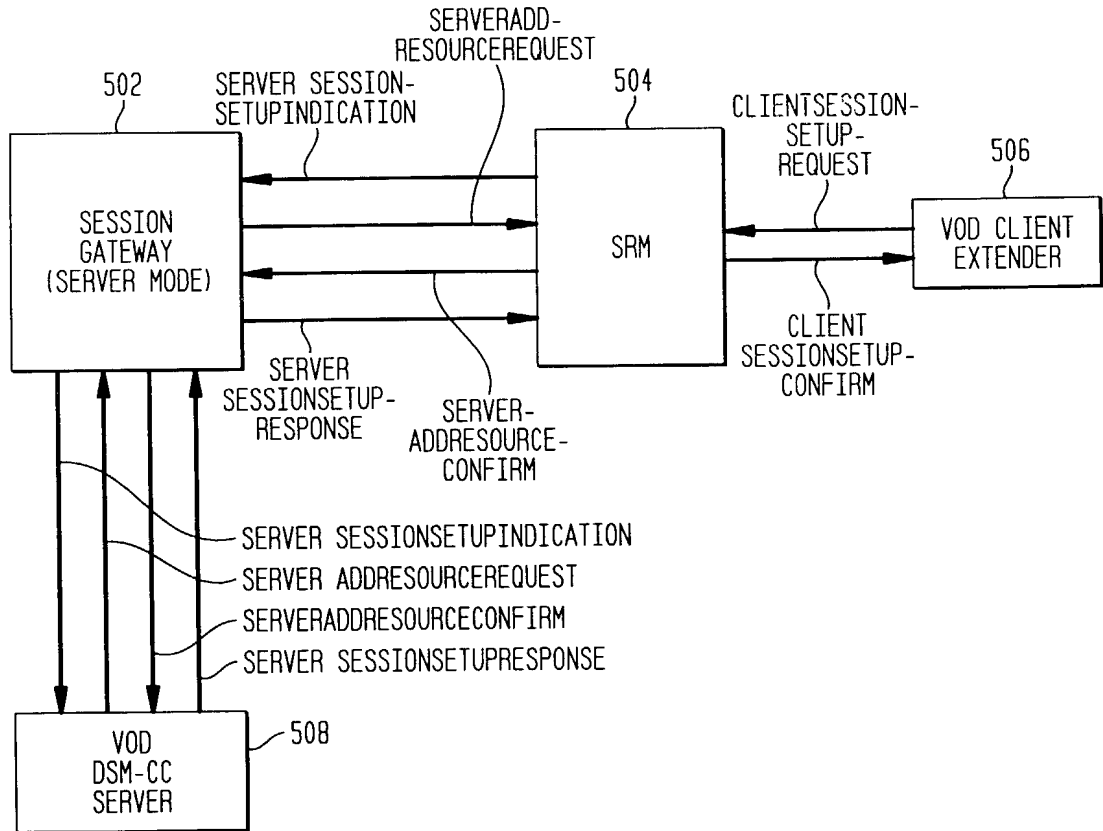 SERVERADD-
RESOURCEREQUEST
502
SERVER SESSION-
SETUPINDICATION
504
CLIENTSESSION-
SETUP-
REQUEST
506
SESSION
GATEWAY
(SERVER MODE)
SRM
VOD CLIENT
EXTENDER
SERVER
SESSIONSETUP-
RESPONSE
SERVER-
ADDRESOURCE-
CONFIRM
CLIENT
SESSIONSETUP-
CONFIRM
SERVER SESSIONSETUPINDICATION
SERVER ADDRESOURCEREQUEST
SERVERADDRESOURCECONFIRM
SERVER SESSIONSETUPRESPONSE
508
VOD
DSM-CC
SERVER